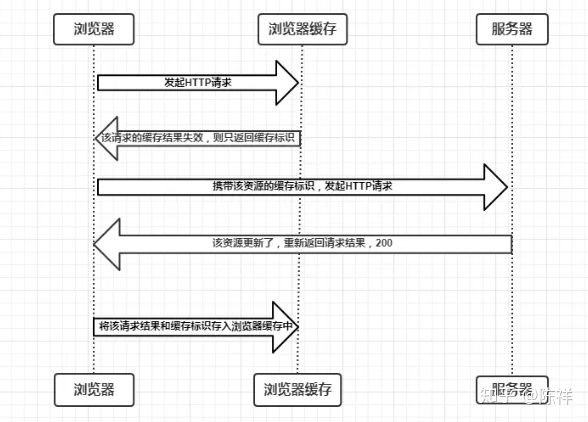 浏览器
浏览器缓存
服务器
发起HTTP请求
该请求的缓存结果失效，则只返回缓存标识
携带该资源的缓存标识，发起HTTP请求
该资源更新了，重新返回请求结果，200
将该请求结果和缓存标识存入浏览器缓存中
浏览器
浏览器缓存
服务器
知乎 @陈祥